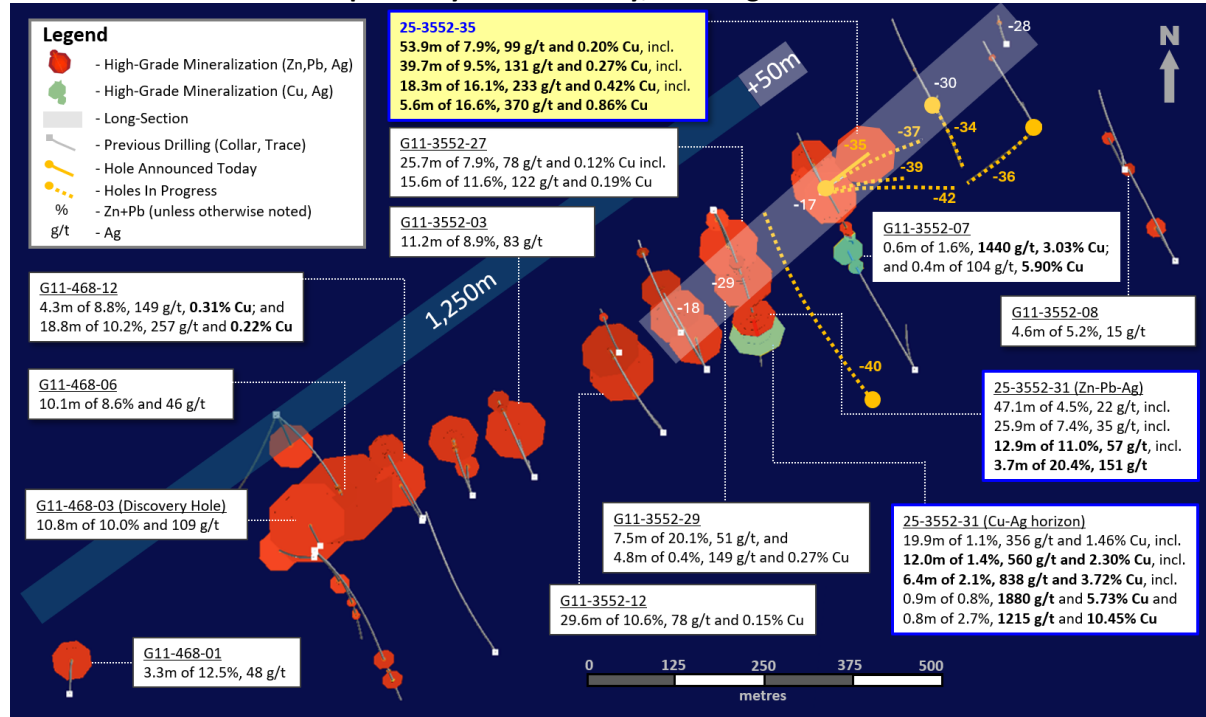 Legend
- High-Grade Mineralization (Zn,Pb, Ag)
- High-Grade Mineralization (Cu, Ag)
- Long-Section
- Previous Drilling (Collar, Trace)
- Hole Announced Today
- Holes In Progress
% - Zn+Pb (unless otherwise noted)
g/t - Ag
25-3552-35
53.9m of 7.9%, 99 g/t and 0.20% Cu, incl.
39.7m of 9.5%, 131 g/t and 0.27% Cu, incl.
18.3m of 16.1%, 233 g/t and 0.42% Cu, incl.
5.6m of 16.6%, 370 g/t and 0.86% Cu
G11-3552-27
25.7m of 7.9%, 78 g/t and 0.12% Cu incl.
15.6m of 11.6%, 122 g/t and 0.19% Cu
G11-3552-03
11.2m of 8.9%, 83 g/t
G11-468-12
4.3m of 8.8%, 149 g/t, 0.31% Cu; and
18.8m of 10.2%, 257 g/t and 0.22% Cu
G11-468-06
10.1m of 8.6% and 46 g/t
G11-468-03 (Discovery Hole)
10.8m of 10.0% and 109 g/t
G11-468-01
3.3m of 12.5%, 48 g/t
+50m
1,250m
-28
-30
-34
-37
-35
-39
-36
-42
-17
-29
-18
-40
N
G11-3552-07
0.6m of 1.6%, 1440 g/t, 3.03% Cu;
and 0.4m of 104 g/t, 5.90% Cu
G11-3552-08
4.6m of 5.2%, 15 g/t
25-3552-31 (Zn-Pb-Ag)
47.1m of 4.5%, 22 g/t, incl.
25.9m of 7.4%, 35 g/t, incl.
12.9m of 11.0%, 57 g/t, incl.
3.7m of 20.4%, 151 g/t
25-3552-31 (Cu-Ag horizon)
19.9m of 1.1%, 356 g/t and 1.46% Cu, incl.
12.0m of 1.4%, 560 g/t and 2.30% Cu, incl.
6.4m of 2.1%, 838 g/t and 3.72% Cu, incl.
0.9m of 0.8%, 1880 g/t and 5.73% Cu and
0.8m of 2.7%, 1215 g/t and 10.45% Cu
G11-3552-29
7.5m of 20.1%, 51 g/t, and
4.8m of 0.4%, 149 g/t and 0.27% Cu
G11-3552-12
29.6m of 10.6%, 78 g/t and 0.15% Cu
0 125 250 375 500
metres